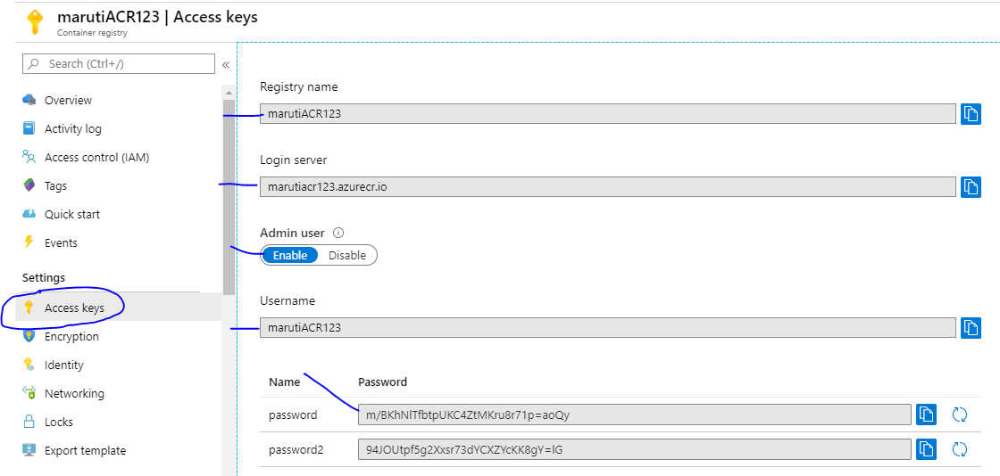 marutiACR123 | Access keys
Container registry
Search (Ctrl+/)
«
Overview
Activity log
Access control (IAM)
Tags
Quick start
Events
Settings
Access keys
Encryption
Identity
Networking
Locks
Export template
Registry name
marutiACR123
Login server
marutiacr123.azurecr.io
Admin user
Enable Disable
Username
marutiACR123
Name Password
password m/BKhNlTfbtpUKC4ZtMKru8r71p=aoQy
password2 94JOUtpf5g2Xxsr73dYCXZYcKK8gY=lG